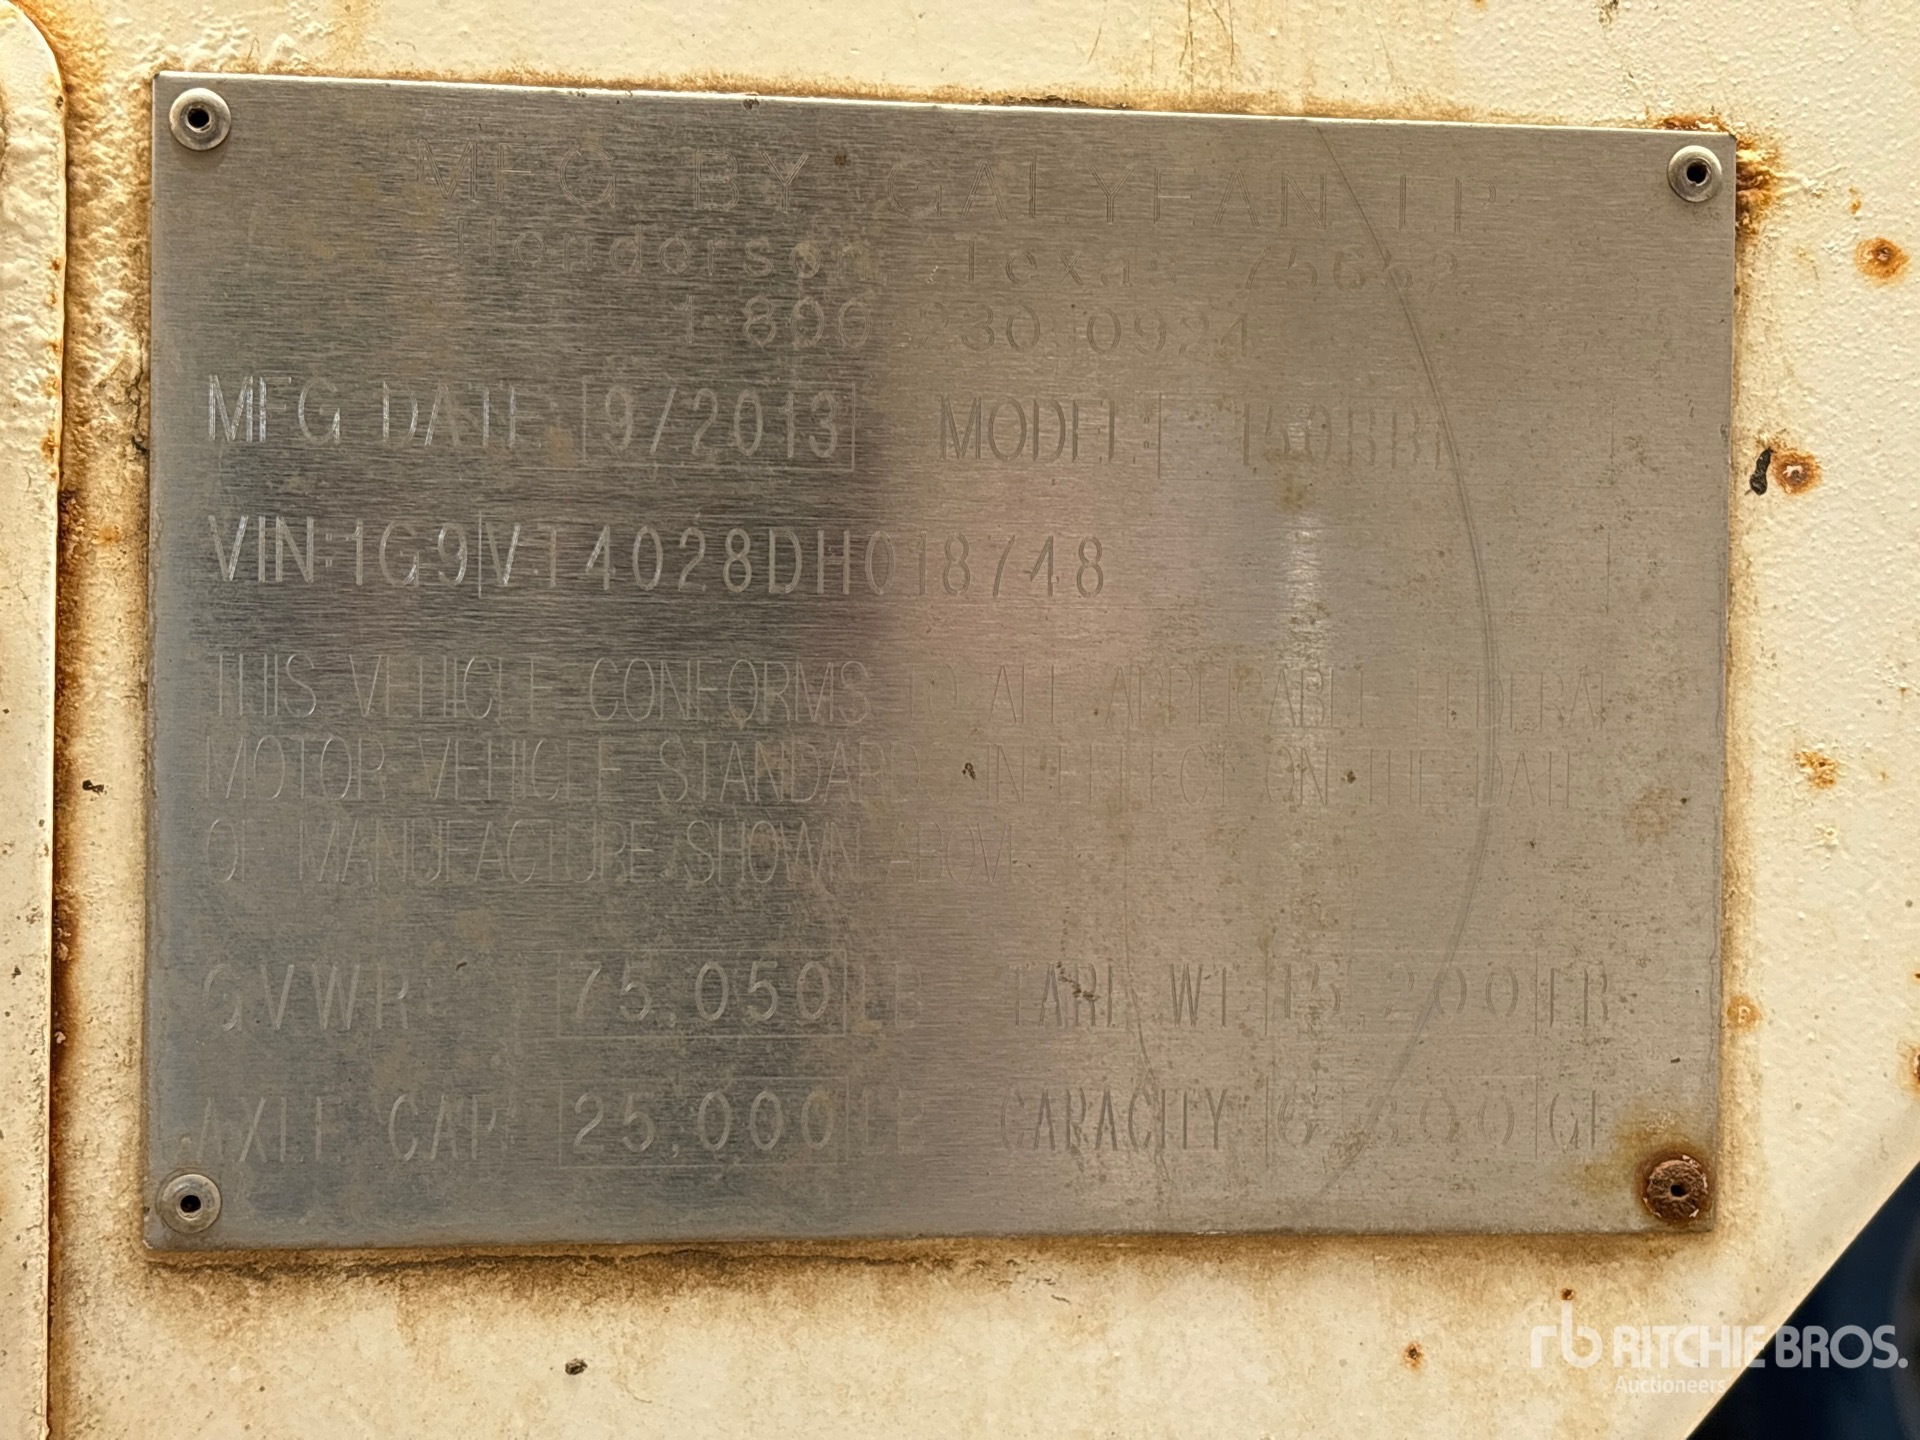 MFG BY GALYEAN LP
Henderson, Texas 75652
1-800-230-0924
MFG DATE: 9/2013 MODEL: 150BBL
VIN: 1G9VT4028DH018748
THIS VEHICLE CONFORMS TO ALL APPLICABLE FEDERAL
MOTOR VEHICLE STANDARD IN EFFECT ON THE DATE
OF MANUFACTURE SHOWN ABOVE
GVWR: 75,050 LB TARE WT 15,200 LB
AXLE CAP. 25,000 LB CAPACITY 6,300 GL
rb RITCHIE BROS.
Auctioneers